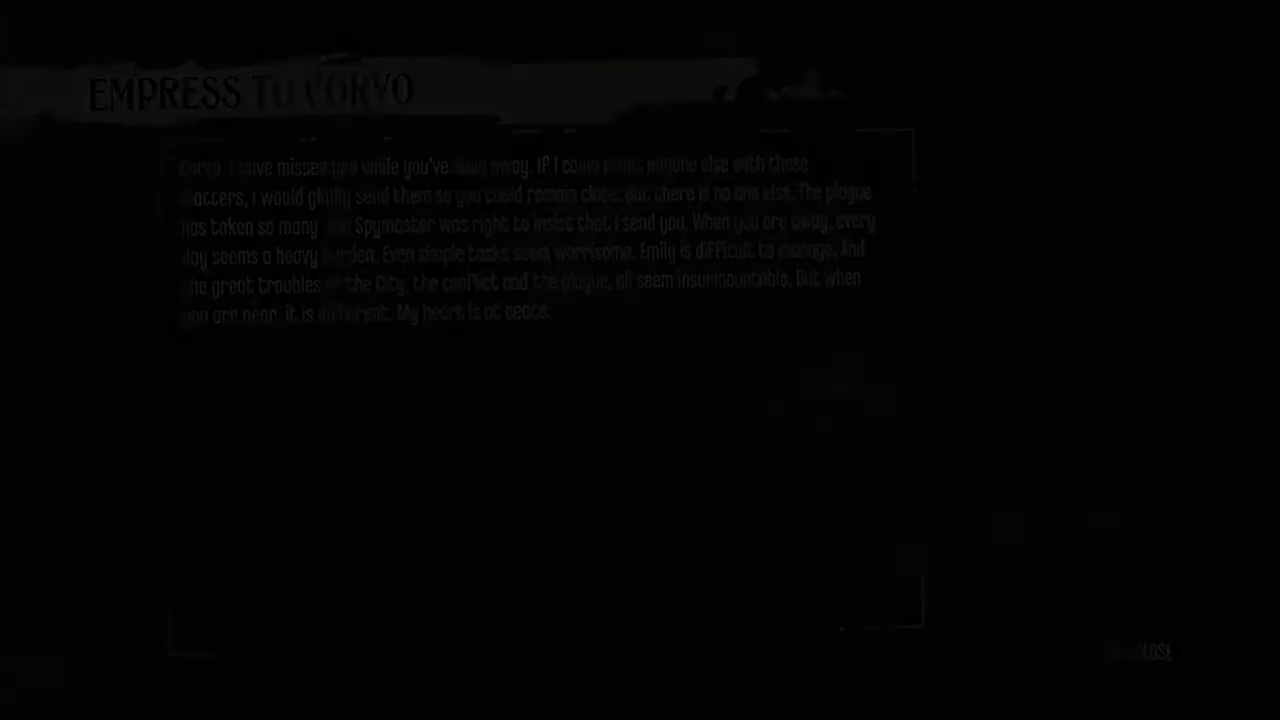 EMPRESS TO CORVO
Corvo, I have missed you while you've been away. If I could trust anyone else with these
matters, I would gladly send them so you could remain close. But there is no one else. The plague
has taken so many. The Spymaster was right to insist that I send you. When you are away, every
day seems a heavy burden. Even simple tasks seem worrisome. Emily is difficult to manage. And
the great troubles of the City, the conflict and the plague, all seem insurmountable. But when
you are near, it is different. My heart is at peace.
CLOSE